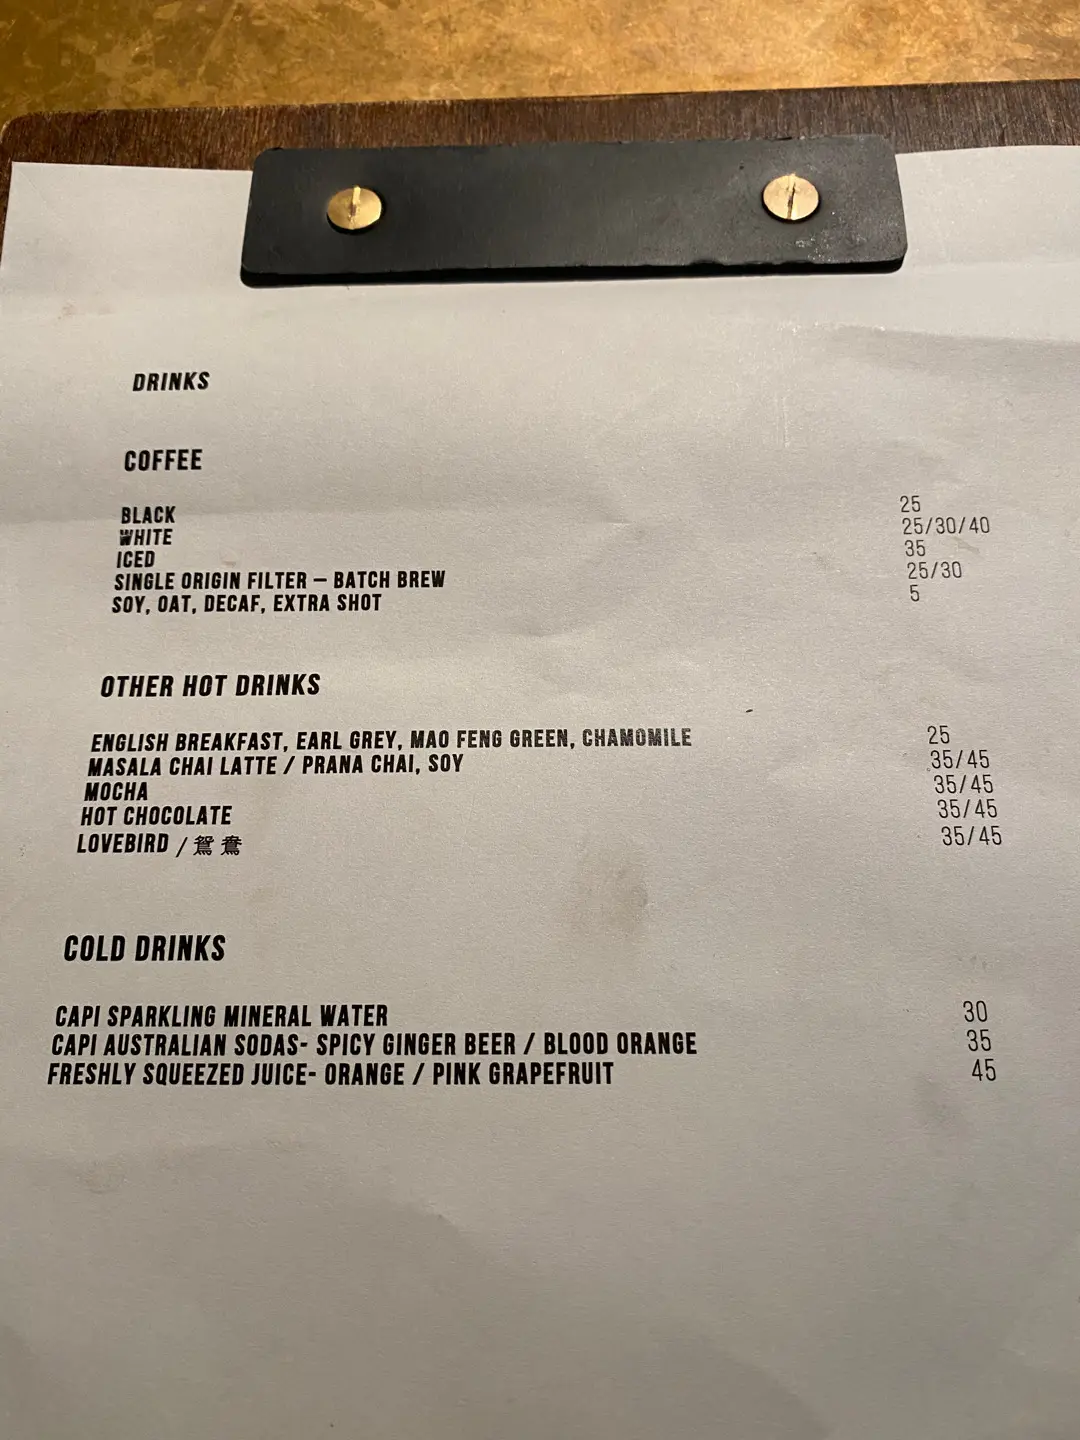 DRINKS
COFFEE
BLACK 25
WHITE 25/30/40
ICED 35
SINGLE ORIGIN FILTER – BATCH BREW 25/30
SOY, OAT, DECAF, EXTRA SHOT 5
OTHER HOT DRINKS
ENGLISH BREAKFAST, EARL GREY, MAO FENG GREEN, CHAMOMILE 25
MASALA CHAI LATTE / PRANA CHAI, SOY 35/45
MOCHA 35/45
HOT CHOCOLATE 35/45
LOVEBIRD / 鴛 鴦 35/45
COLD DRINKS
CAPI SPARKLING MINERAL WATER 30
CAPI AUSTRALIAN SODAS- SPICY GINGER BEER / BLOOD ORANGE 35
FRESHLY SQUEEZED JUICE- ORANGE / PINK GRAPEFRUIT 45